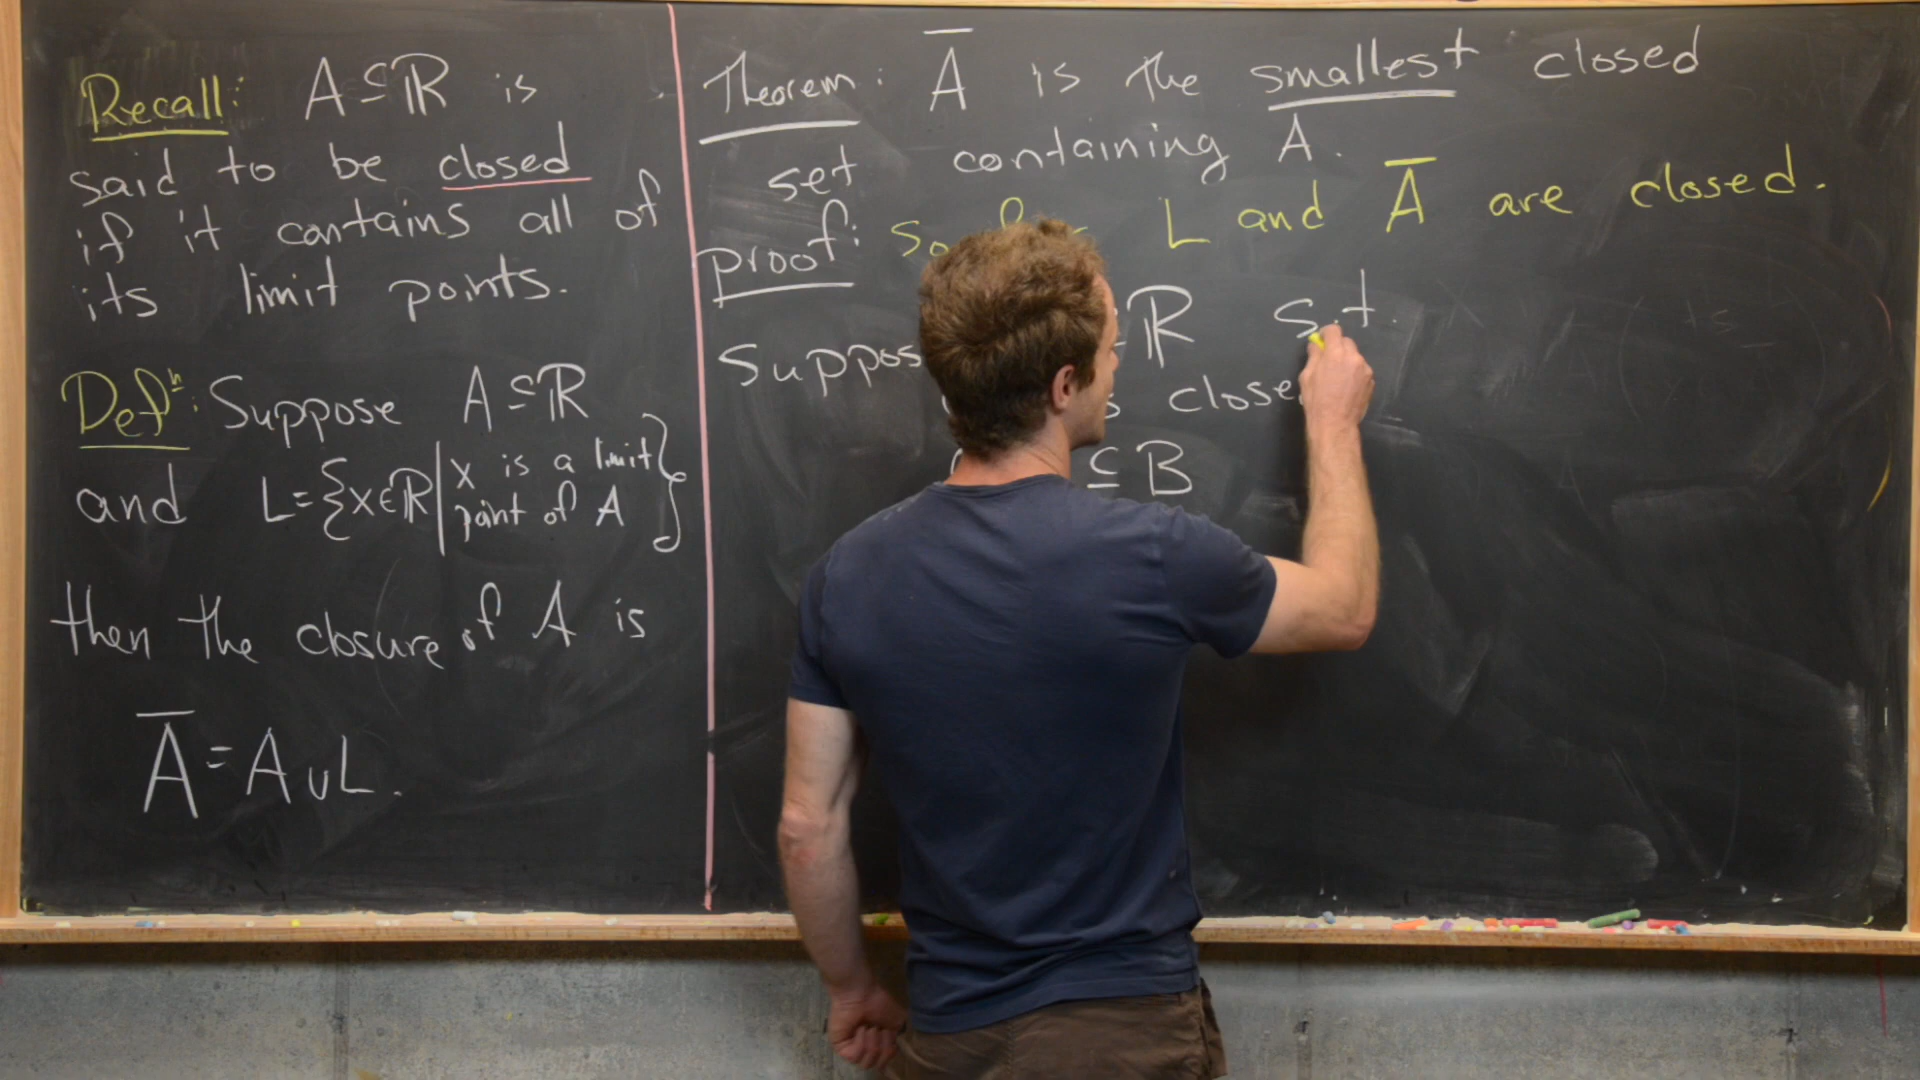 Recall: A⊆ℝ is
said to be closed
if it contains all of
its limit points.
Defⁿ: Suppose A⊆ℝ
and L={x∈ℝ | x is a limit point of A}
then the closure of A is
A̅=A∪L.
Theorem: A̅ is the smallest closed
set containing A.
proof: So L and A̅ are closed.
Suppos ℝ s.t.
close
⊆B